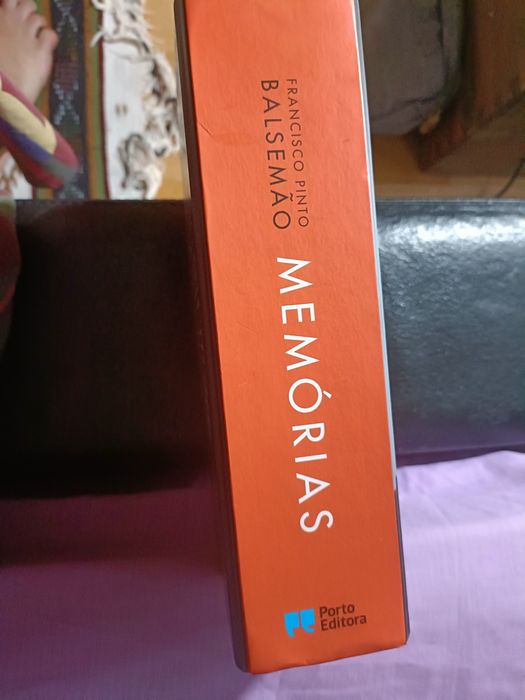 FRANCISCO PINTO
BALSEMÃO
MEMÓRIAS
Porto
Editora